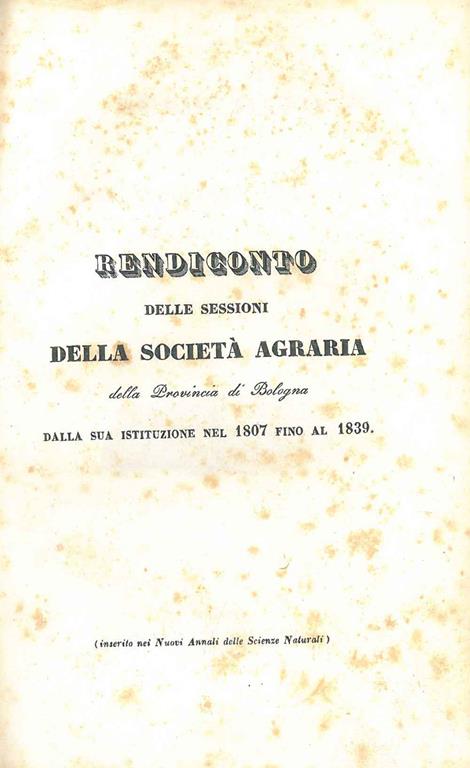 RENDICONTO
DELLE SESSIONI
DELLA SOCIETÀ AGRARIA
della Provincia di Bologna
DALLA SUA ISTITUZIONE NEL 1807 FINO AL 1839.
(inserito nei Nuovi Annali delle Scienze Naturali)